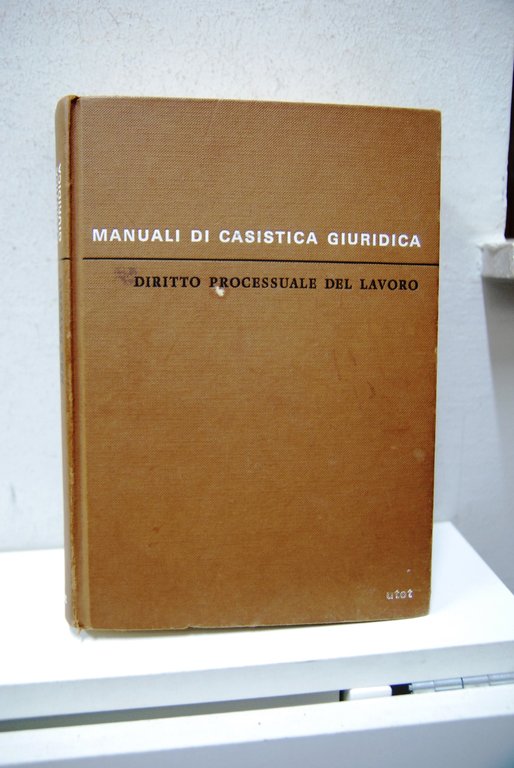 GIURIDICA
MANUALI DI CASISTICA GIURIDICA
DIRITTO PROCESSUALE DEL LAVORO
utet